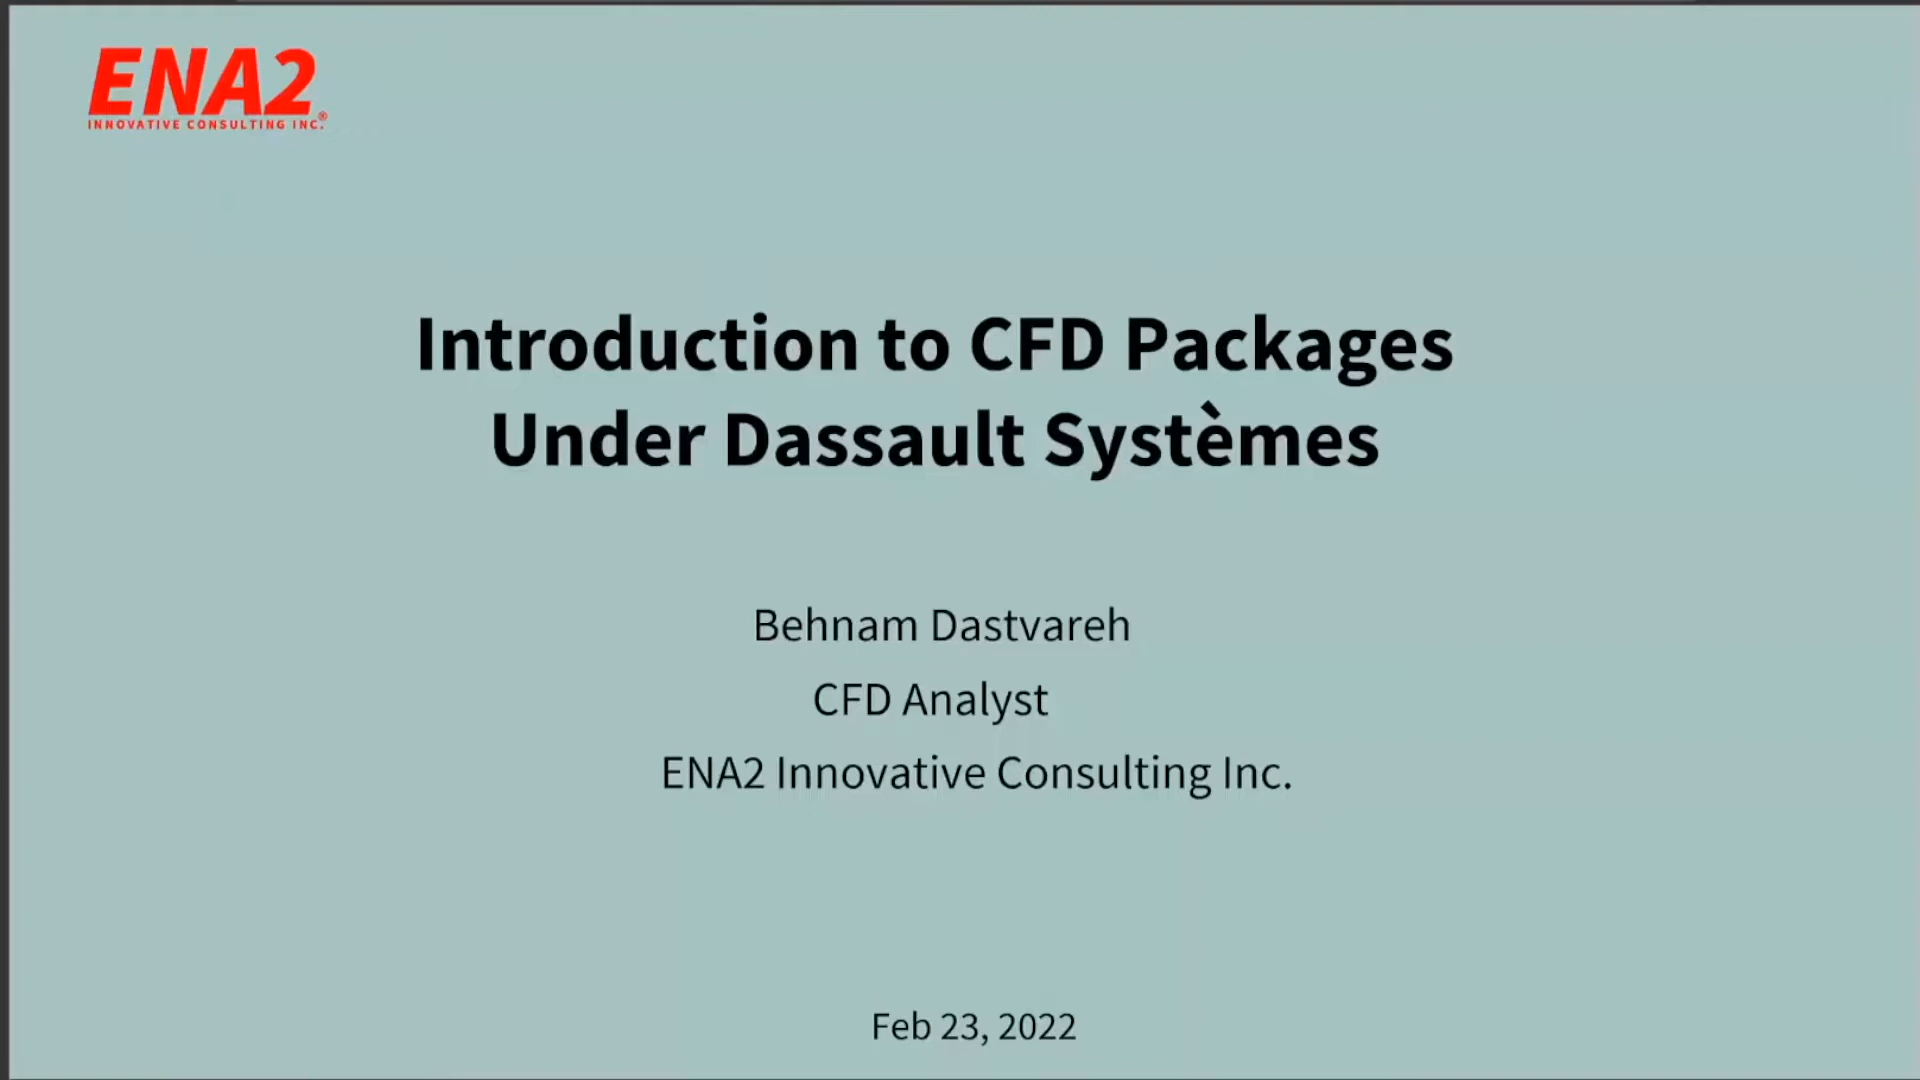 ENA2
INNOVATIVE CONSULTING INC.®
Introduction to CFD Packages
Under Dassault Systèmes
Behnam Dastvareh
CFD Analyst
ENA2 Innovative Consulting Inc.
Feb 23, 2022